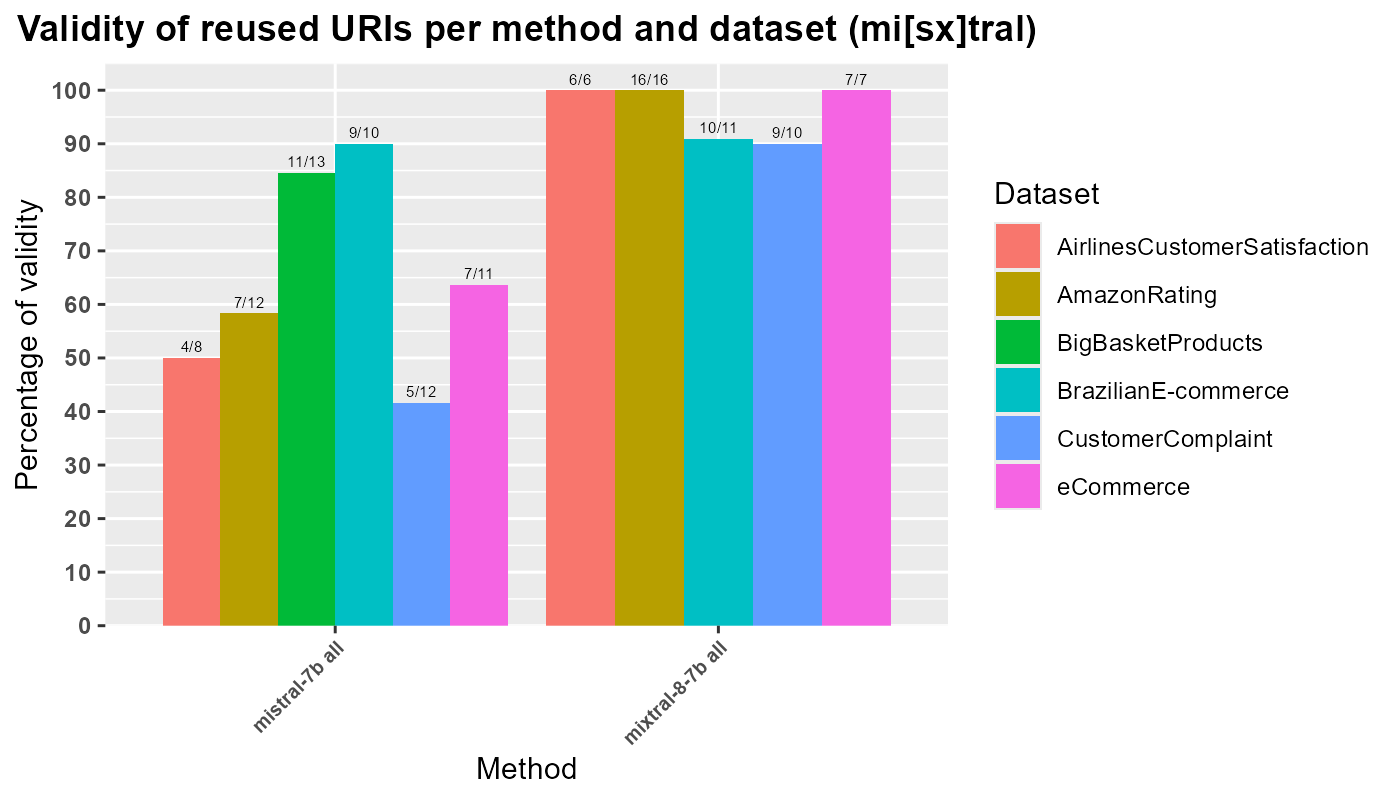 Validity of reused URIs per method and dataset (mi[sx]tral)
Percentage of validity
100
90
80
70
60
50
40
30
20
10
0
4/8
7/12
11/13
9/10
5/12
7/11
6/6
16/16
10/11
9/10
7/7
mistral-7b all
mixtral-8-7b all
Method
Dataset
AirlinesCustomerSatisfaction
AmazonRating
BigBasketProducts
BrazilianE-commerce
CustomerComplaint
eCommerce